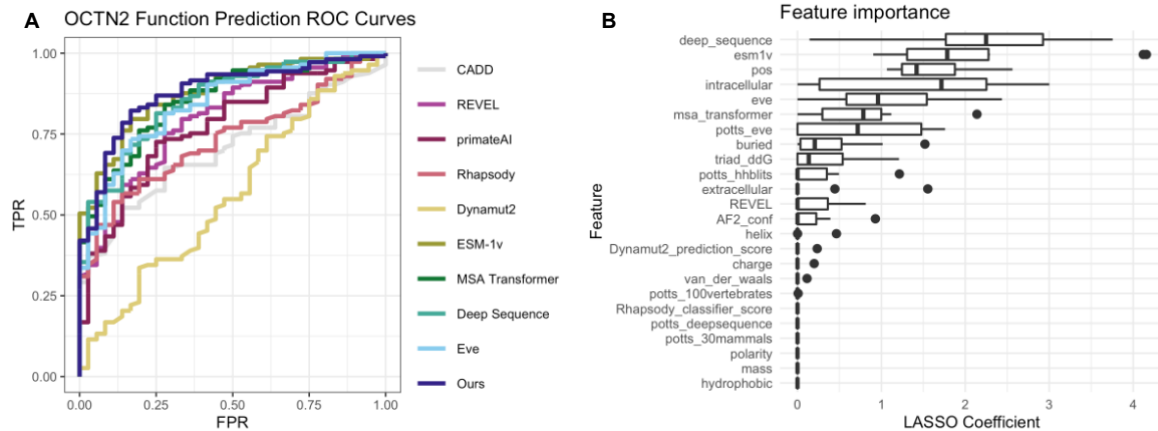 A
OCTN2 Function Prediction ROC Curves
1.00
0.75
0.50
0.25
0.00
TPR
0.00
0.25
0.50
0.75
1.00
FPR
CADD
REVEL
primateAI
Rhapsody
Dynamut2
ESM-1v
MSA Transformer
Deep Sequence
Eve
Ours
B
Feature importance
Feature
deep_sequence
esm1v
pos
intracellular
eve
msa_transformer
potts_eve
buried
triad_ddG
potts_hhblits
extracellular
REVEL
AF2_conf
helix
Dynamut2_prediction_score
charge
van_der_waals
potts_100vertebrates
Rhapsody_classifier_score
potts_deepsequence
potts_30mammals
polarity
mass
hydrophobic
0
1
2
3
4
LASSO Coefficient